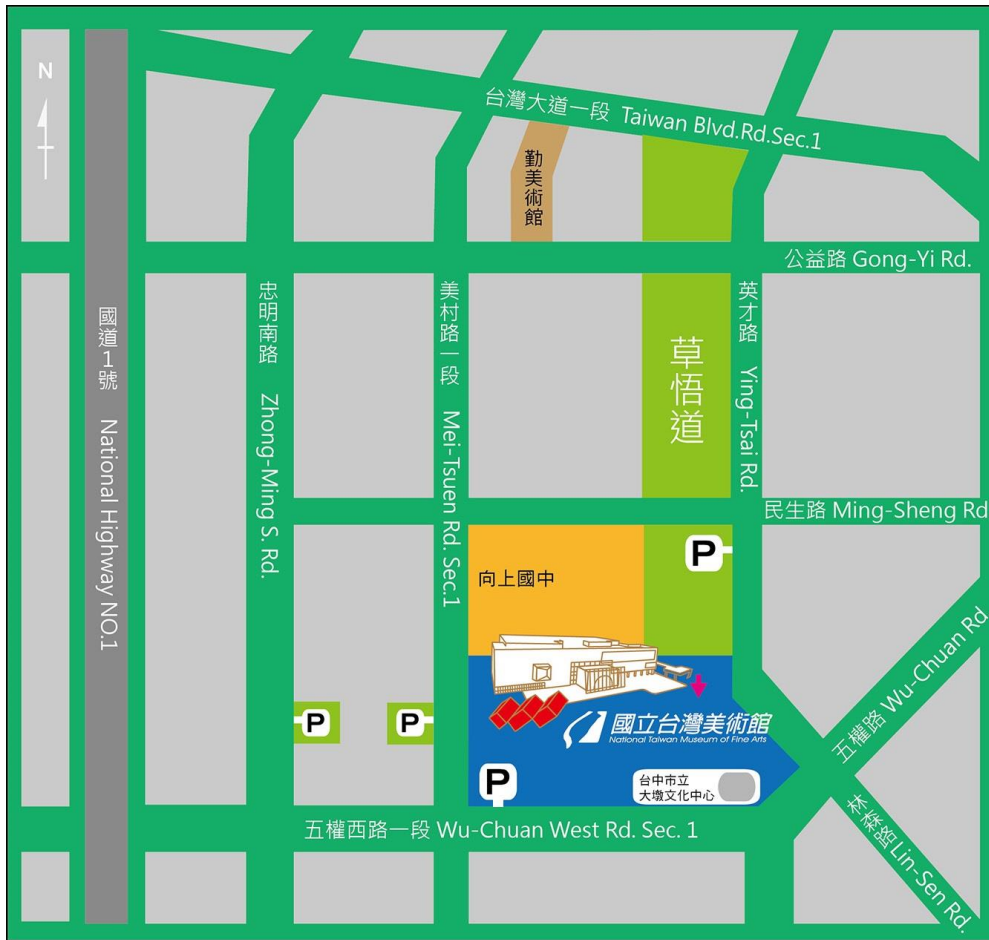 N
台灣大道一段 Taiwan Blvd.Rd.Sec.1
勤美術館
公益路 Gong-Yi Rd.
國道1號 National Highway NO.1
忠明南路 Zhong-Ming S. Rd.
美村路一段 Mei-Tsuen Rd. Sec.1
草悟道
英才路 Ying-Tsai Rd.
民生路 Ming-Sheng Rd
P
向上國中
五權路 Wu-Chuan Rd
P
P
國立台灣美術館
National Taiwan Museum of Fine Arts
P
台中市立
大墩文化中心
林森路 Lin-Sen Rd.
五權西路一段 Wu-Chuan West Rd. Sec. 1